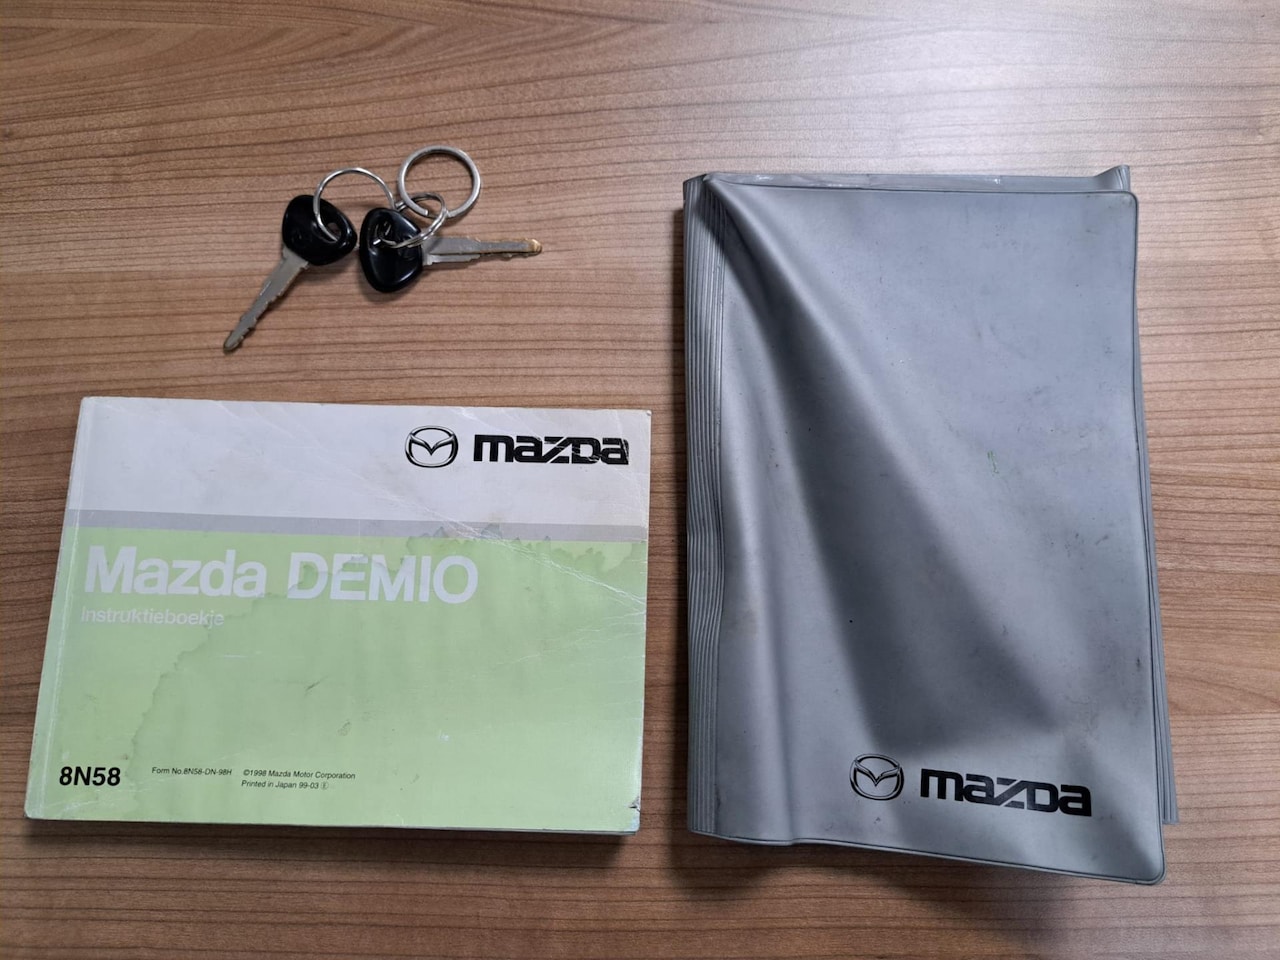 mazda
Mazda DEMIO
Instruktieboekje
8N58
Form No.8N58-DN-98H ©1998 Mazda Motor Corporation
Printed in Japan 99-03 Ⓔ
mazda